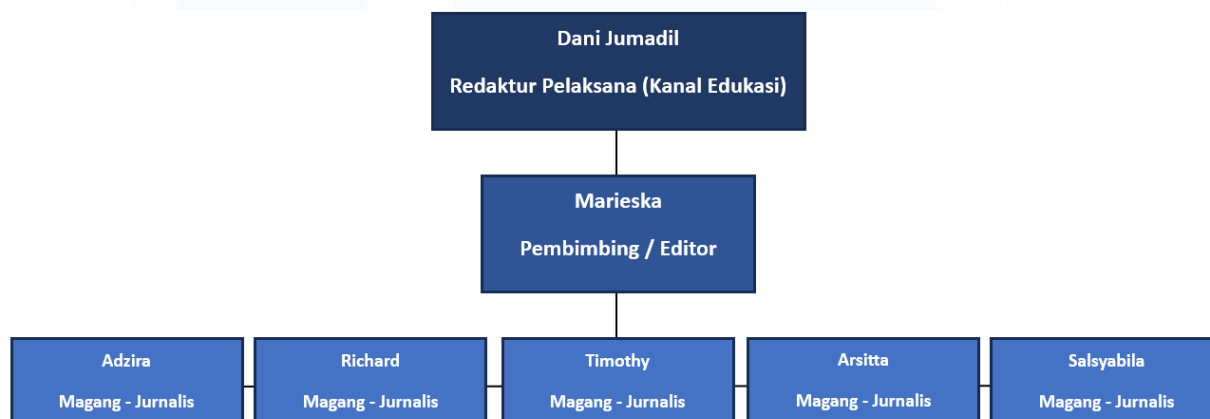 Dani Jumadil
Redaktur Pelaksana (Kanal Edukasi)
Marieska
Pembimbing / Editor
Adzira
Magang - Jurnalis
Richard
Magang - Jurnalis
Timothy
Magang - Jurnalis
Arsitta
Magang - Jurnalis
Salsyabila
Magang - Jurnalis